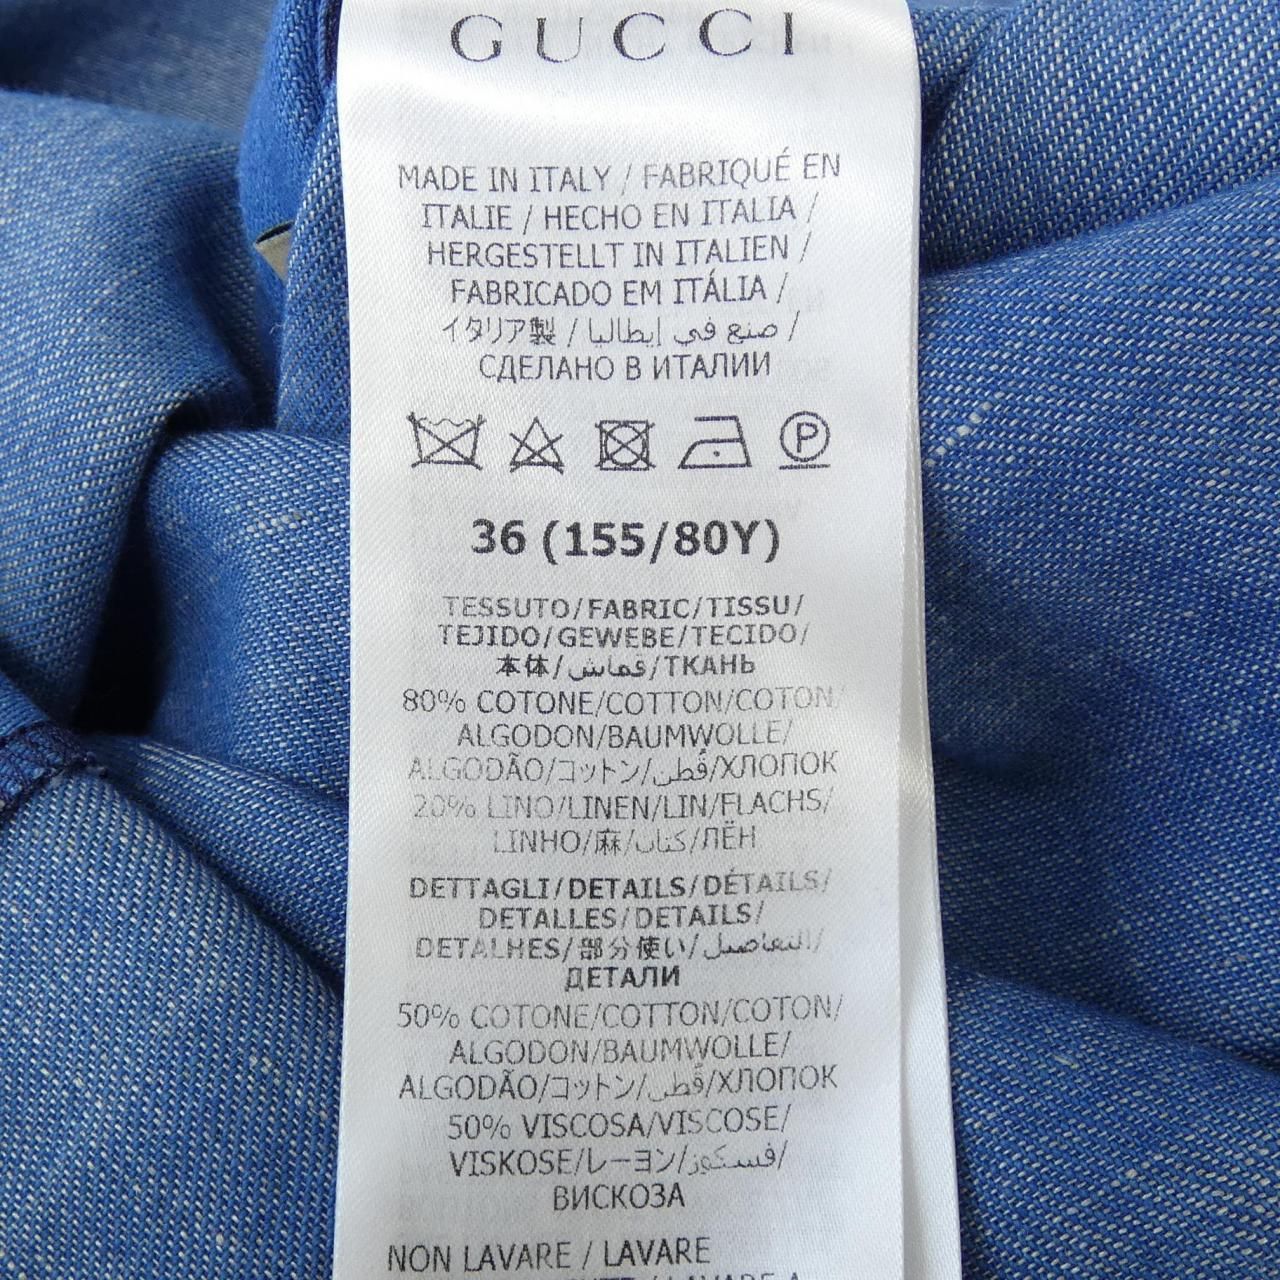 GUCCI
MADE IN ITALY / FABRIQUÉ EN
ITALIE / HECHO EN ITALIA /
HERGESTELLT IN ITALIEN /
FABRICADO EM ITÁLIA /
イタリア製 / صنع في إيطاليا /
СДЕЛАНО В ИТАЛИИ
P
36 (155/80Y)
TESSUTO/FABRIC/TISSU/
TEJIDO/GEWEBE/TECIDO/
本体/قماش/ТКАНЬ
80% COTONE/COTTON/COTON/
ALGODON/BAUMWOLLE/
ALGODÃO/コットン/قطن/ХЛОПОК
20% LINO/LINEN/LIN/FLACHS/
LINHO/麻/كتان/ЛЁН
DETTAGLI/DETAILS/DÉTAILS/
DETALLES/DETAILS/
DETALHES/部分使い/التفاصيل/
ДЕТАЛИ
50% COTONE/COTTON/COTON/
ALGODON/BAUMWOLLE/
ALGODÃO/コットン/قطن/ХЛОПОК
50% VISCOSA/VISCOSE/
VISKOSE/レーヨン/فسكوز/
ВИСКОЗА
NON LAVARE / LAVARE